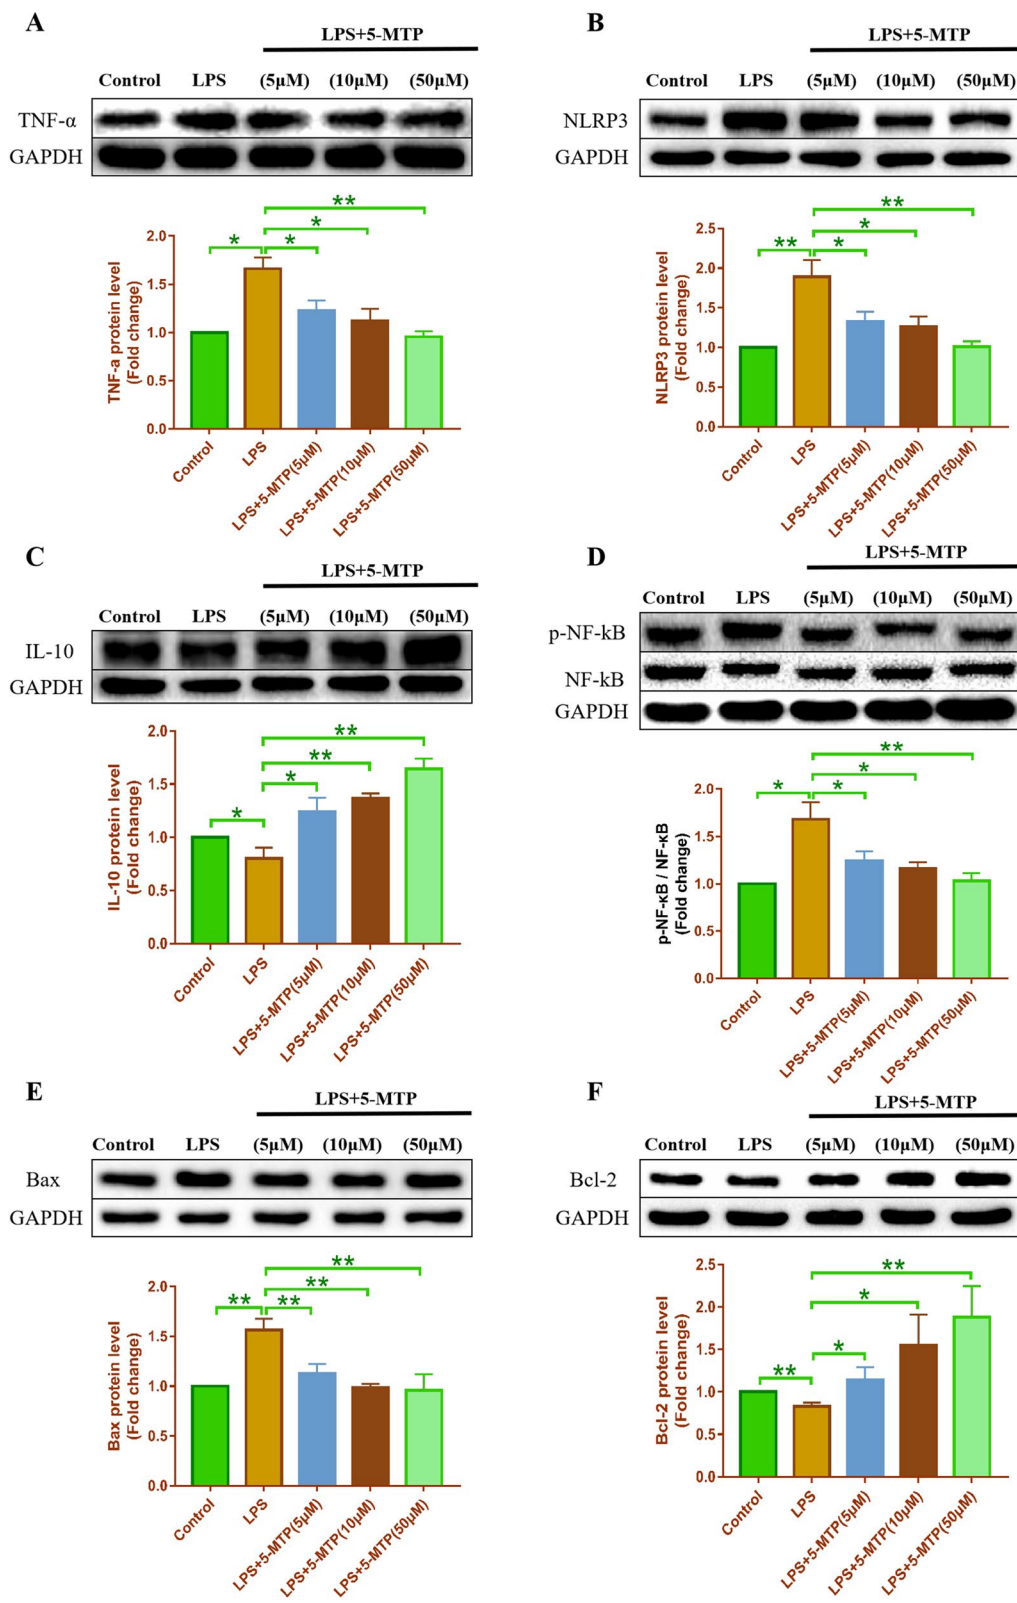 A
LPS+5-MTP
Control LPS (5μM) (10μM) (50μM)
TNF-α
GAPDH
**
*
* *
TNF-a protein level
(Fold change)
2.0
1.5
1.0
0.5
0.0
Control
LPS
LPS+5-MTP(5μM)
LPS+5-MTP(10μM)
LPS+5-MTP(50μM)
B
LPS+5-MTP
Control LPS (5μM) (10μM) (50μM)
NLRP3
GAPDH
**
*
** *
NLRP3 protein level
(Fold change)
2.5
2.0
1.5
1.0
0.5
0.0
Control
LPS
LPS+5-MTP(5μM)
LPS+5-MTP(10μM)
LPS+5-MTP(50μM)
C
LPS+5-MTP
Control LPS (5μM) (10μM) (50μM)
IL-10
GAPDH
**
**
*
*
IL-10 protein level
(Fold change)
2.0
1.5
1.0
0.5
0.0
Control
LPS
LPS+5-MTP(5μM)
LPS+5-MTP(10μM)
LPS+5-MTP(50μM)
D
LPS+5-MTP
Control LPS (5μM) (10μM) (50μM)
p-NF-kB
NF-kB
GAPDH
**
*
* *
p-NF-κB / NF-κB
(Fold change)
2.0
1.5
1.0
0.5
0.0
Control
LPS
LPS+5-MTP(5μM)
LPS+5-MTP(10μM)
LPS+5-MTP(50μM)
E
LPS+5-MTP
Control LPS (5μM) (10μM) (50μM)
Bax
GAPDH
**
**
** **
Bax protein level
(Fold change)
2.0
1.5
1.0
0.5
0.0
Control
LPS
LPS+5-MTP(5μM)
LPS+5-MTP(10μM)
LPS+5-MTP(50μM)
F
LPS+5-MTP
Control LPS (5μM) (10μM) (50μM)
Bcl-2
GAPDH
**
*
*
**
Bcl-2 protein level
(Fold change)
2.5
2.0
1.5
1.0
0.5
0.0
Control
LPS
LPS+5-MTP(5μM)
LPS+5-MTP(10μM)
LPS+5-MTP(50μM)